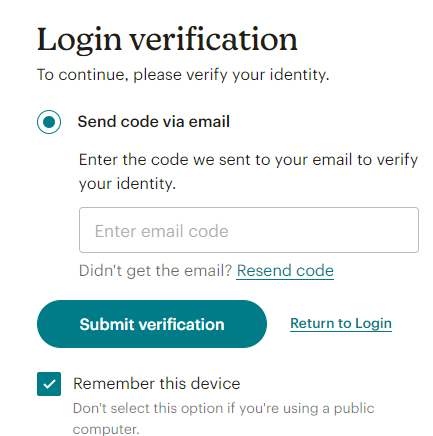 Login verification
To continue, please verify your identity.
Send code via email
Enter the code we sent to your email to verify
your identity.
Enter email code
Didn't get the email? Resend code
Submit verification Return to Login
Remember this device
Don't select this option if you're using a public
computer.